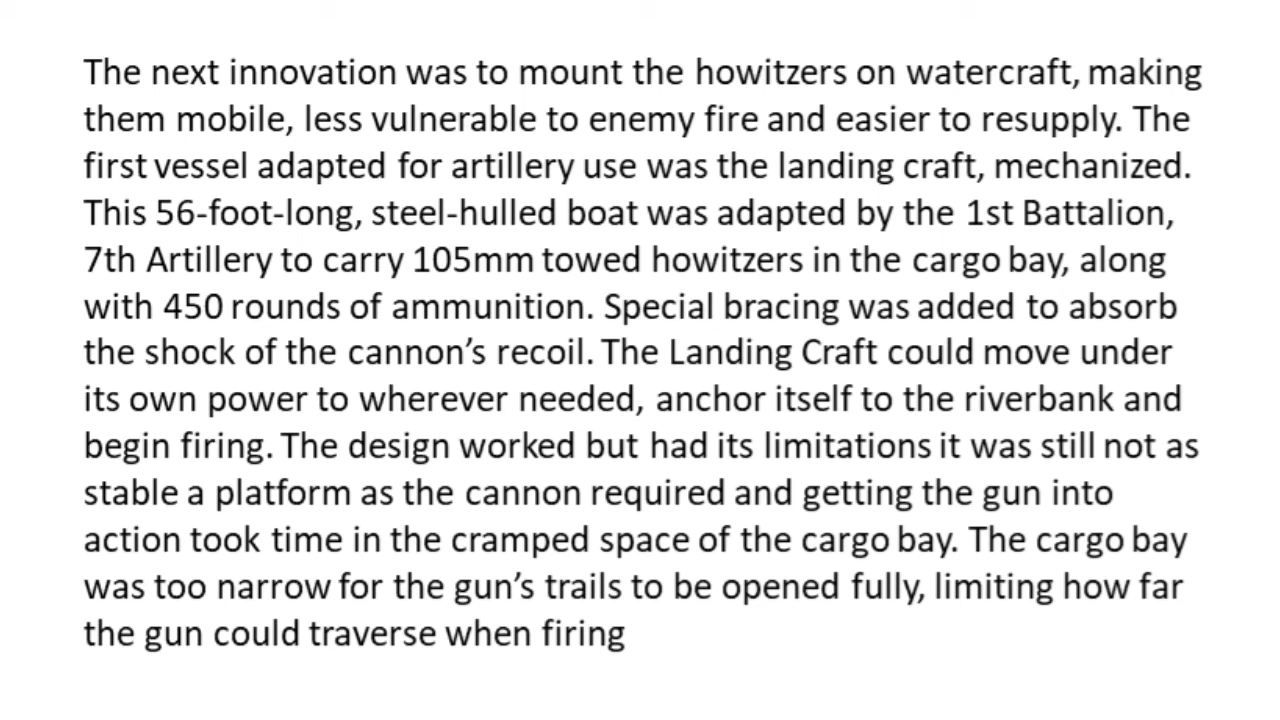 The next innovation was to mount the howitzers on watercraft, making
them mobile, less vulnerable to enemy fire and easier to resupply. The
first vessel adapted for artillery use was the landing craft, mechanized.
This 56-foot-long, steel-hulled boat was adapted by the 1st Battalion,
7th Artillery to carry 105mm towed howitzers in the cargo bay, along
with 450 rounds of ammunition. Special bracing was added to absorb
the shock of the cannon’s recoil. The Landing Craft could move under
its own power to wherever needed, anchor itself to the riverbank and
begin firing. The design worked but had its limitations it was still not as
stable a platform as the cannon required and getting the gun into
action took time in the cramped space of the cargo bay. The cargo bay
was too narrow for the gun’s trails to be opened fully, limiting how far
the gun could traverse when firing